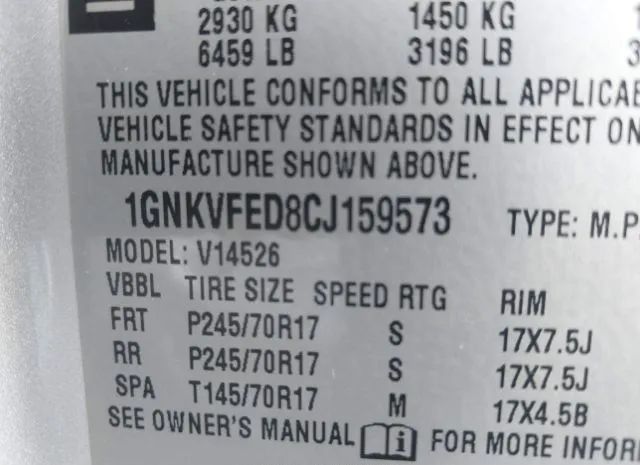 2930 KG 1450 KG
6459 LB 3196 LB
THIS VEHICLE CONFORMS TO ALL
VEHICLE SAFETY STANDARDS IN EFFECT ON
MANUFACTURE SHOWN ABOVE.
1GNKVFED8CJ159573 TYPE:
MODEL: V14526
VBBL TIRE SIZE SPEED RTG RIM
FRT P245/70R17 S 17X7.5J
RR P245/70R17 S 17X7.5J
SPA T145/70R17 M 17X4.5B
SEE OWNER'S MANUAL i FOR MORE